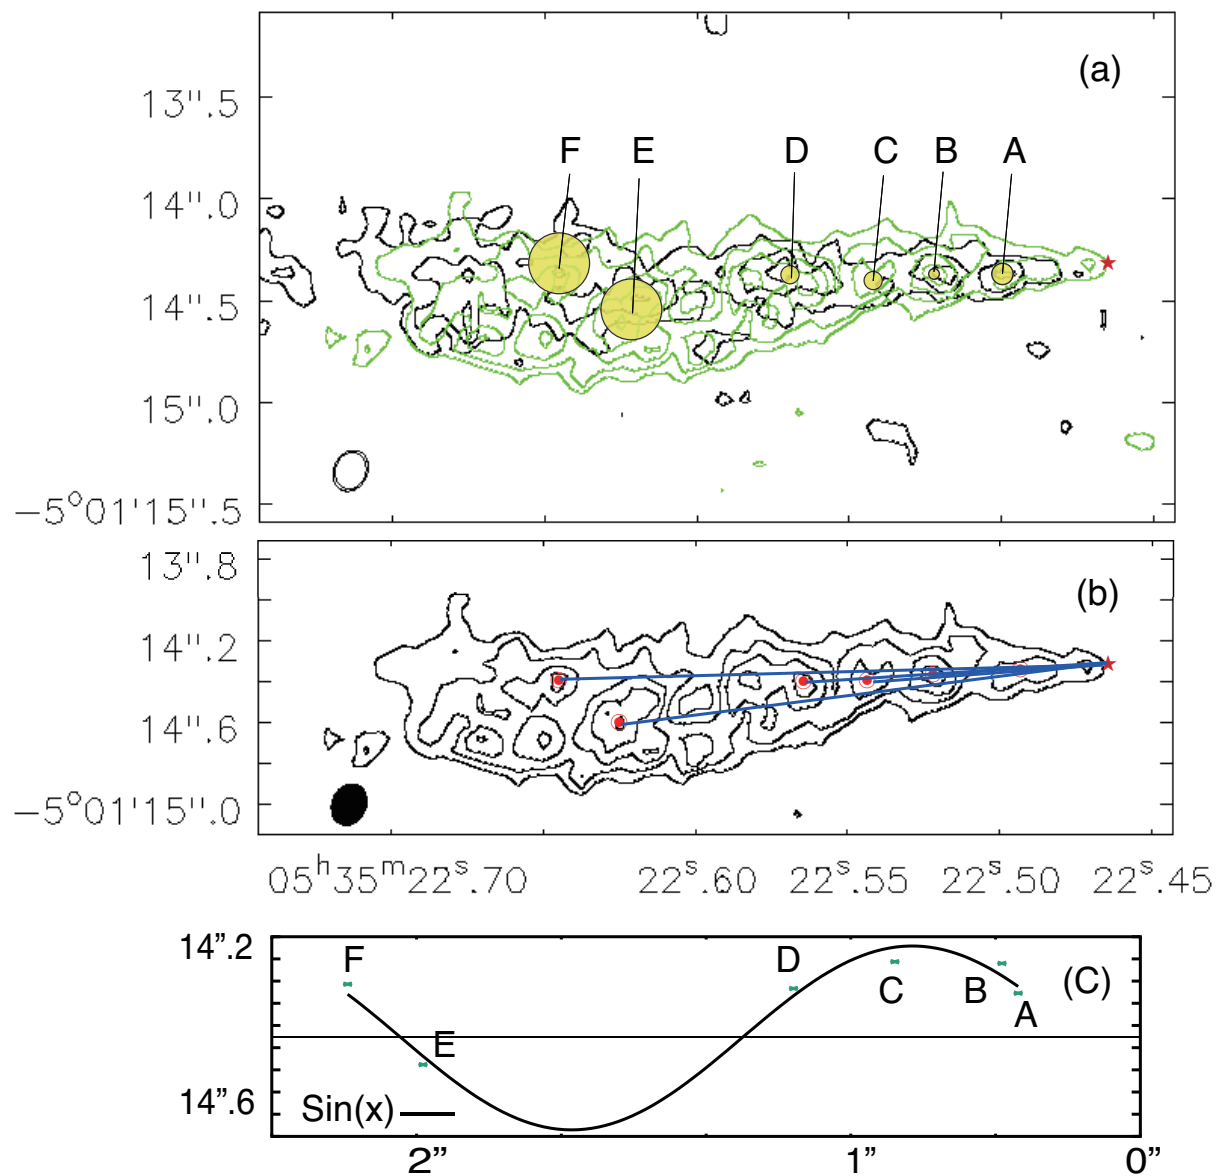 (a)
13".5
F E D C B A
14".0
14".5
15".0
−5°01'15".5
13".8
(b)
14".2
14".6
−5°01'15".0
05ʰ35ᵐ22ˢ.70 22ˢ.60 22ˢ.55 22ˢ.50 22ˢ.45
14”.2
F D C B (C)
A
E
14”.6
Sin(x)
2” 1” 0”